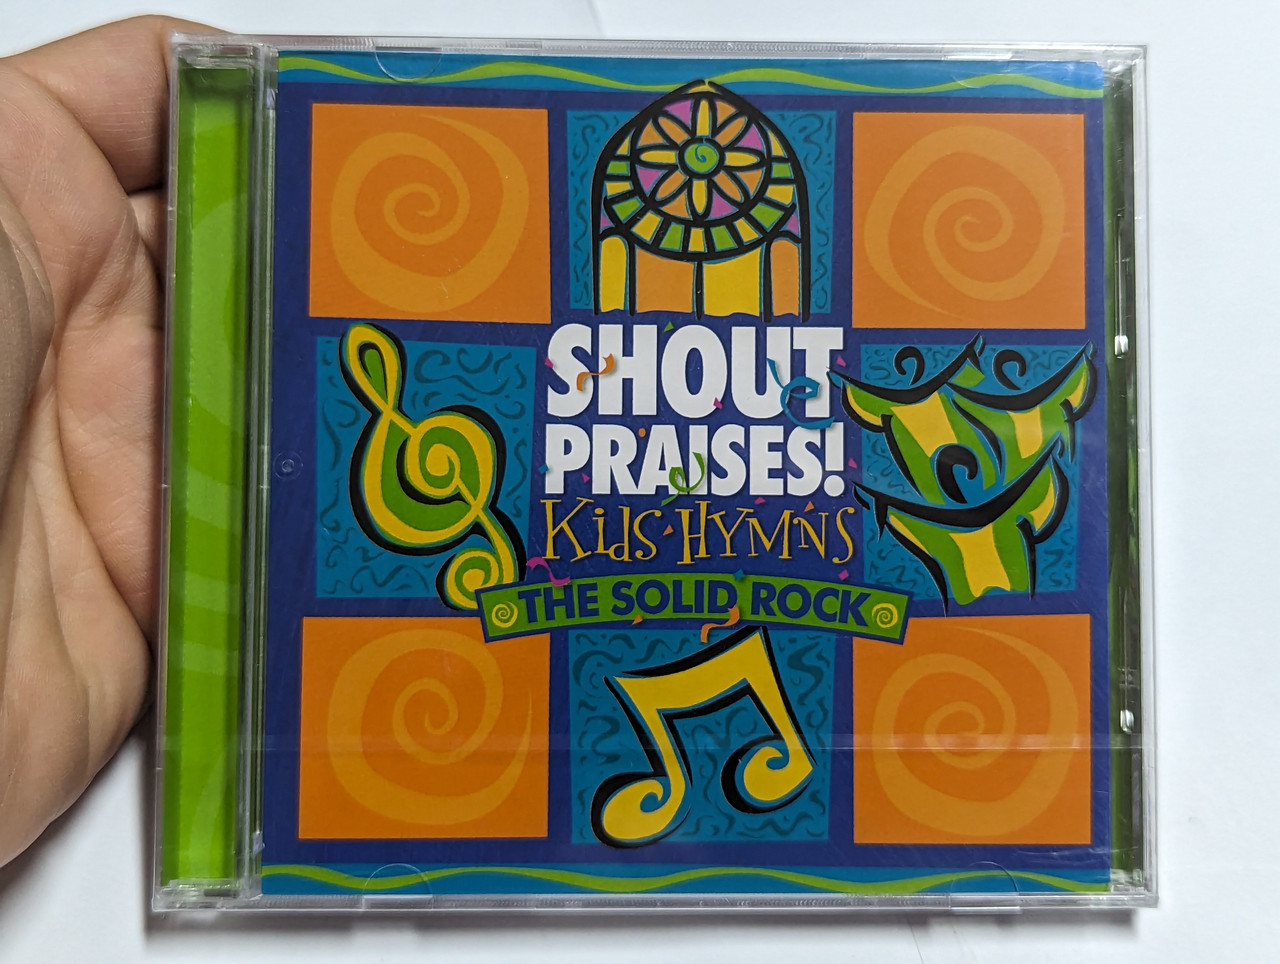 SHOUT
PRAISES!
Kids HYMNS
THE SOLID ROCK